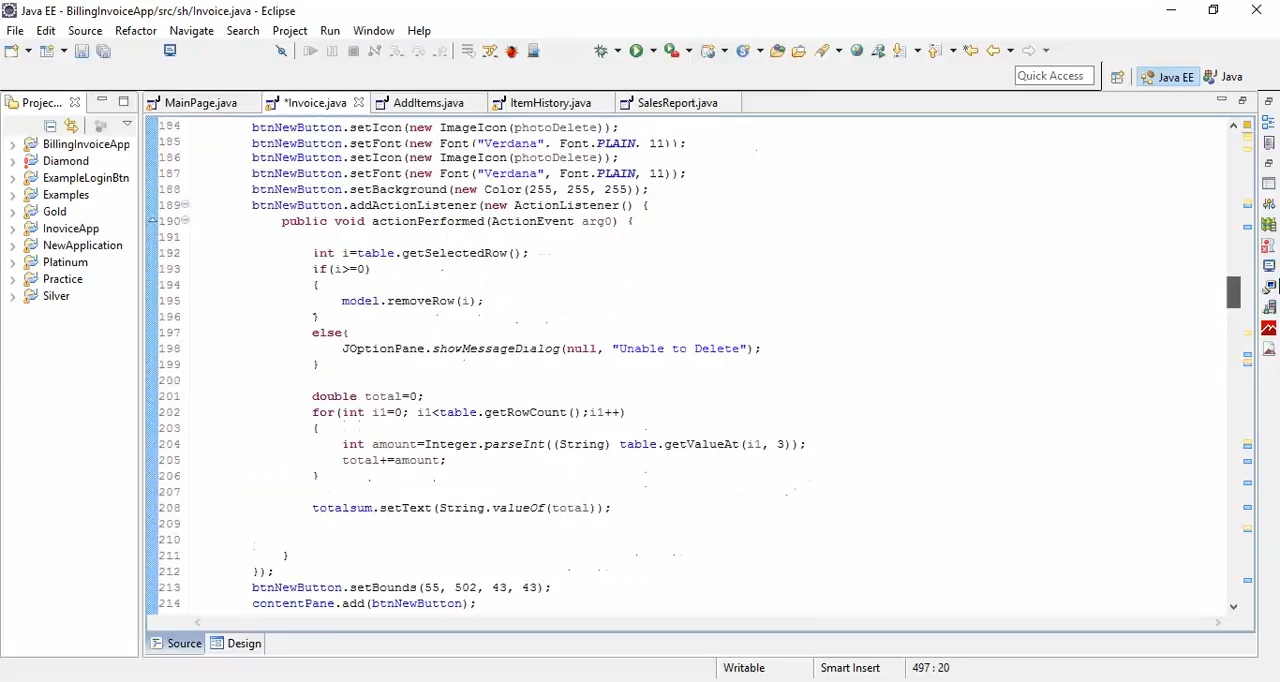 Java EE - BillingInvoiceApp/src/sh/Invoice.java - Eclipse
File Edit Source Refactor Navigate Search Project Run Window Help
Quick Access Java EE Java
Projec... MainPage.java *Invoice.java AddItems.java ItemHistory.java SalesReport.java
BillingInvoiceApp
Diamond
ExampleLoginBtn
Examples
Gold
InoviceApp
NewApplication
Platinum
Practice
Silver
184 btnNewButton.setIcon(new ImageIcon(photoDelete));
185 btnNewButton.setFont(new Font("Verdana", Font.PLAIN, 11));
186 btnNewButton.setIcon(new ImageIcon(photoDelete));
187 btnNewButton.setFont(new Font("Verdana", Font.PLAIN, 11));
188 btnNewButton.setBackground(new Color(255, 255, 255));
189 btnNewButton.addActionListener(new ActionListener() {
190 public void actionPerformed(ActionEvent arg0) {
191
192 int i=table.getSelectedRow();
193 if(i>=0)
194 {
195 model.removeRow(i);
196 }
197 else{
198 JOptionPane.showMessageDialog(null, "Unable to Delete");
199 }
200
201 double total=0;
202 for(int i1=0; i1<table.getRowCount();i1++)
203 {
204 int amount=Integer.parseInt((String) table.getValueAt(i1, 3));
205 total+=amount;
206 }
207
208 totalsum.setText(String.valueOf(total));
209
210
211 }
212 });
213 btnNewButton.setBounds(55, 502, 43, 43);
214 contentPane.add(btnNewButton);
Source Design
Writable Smart Insert 497 : 20